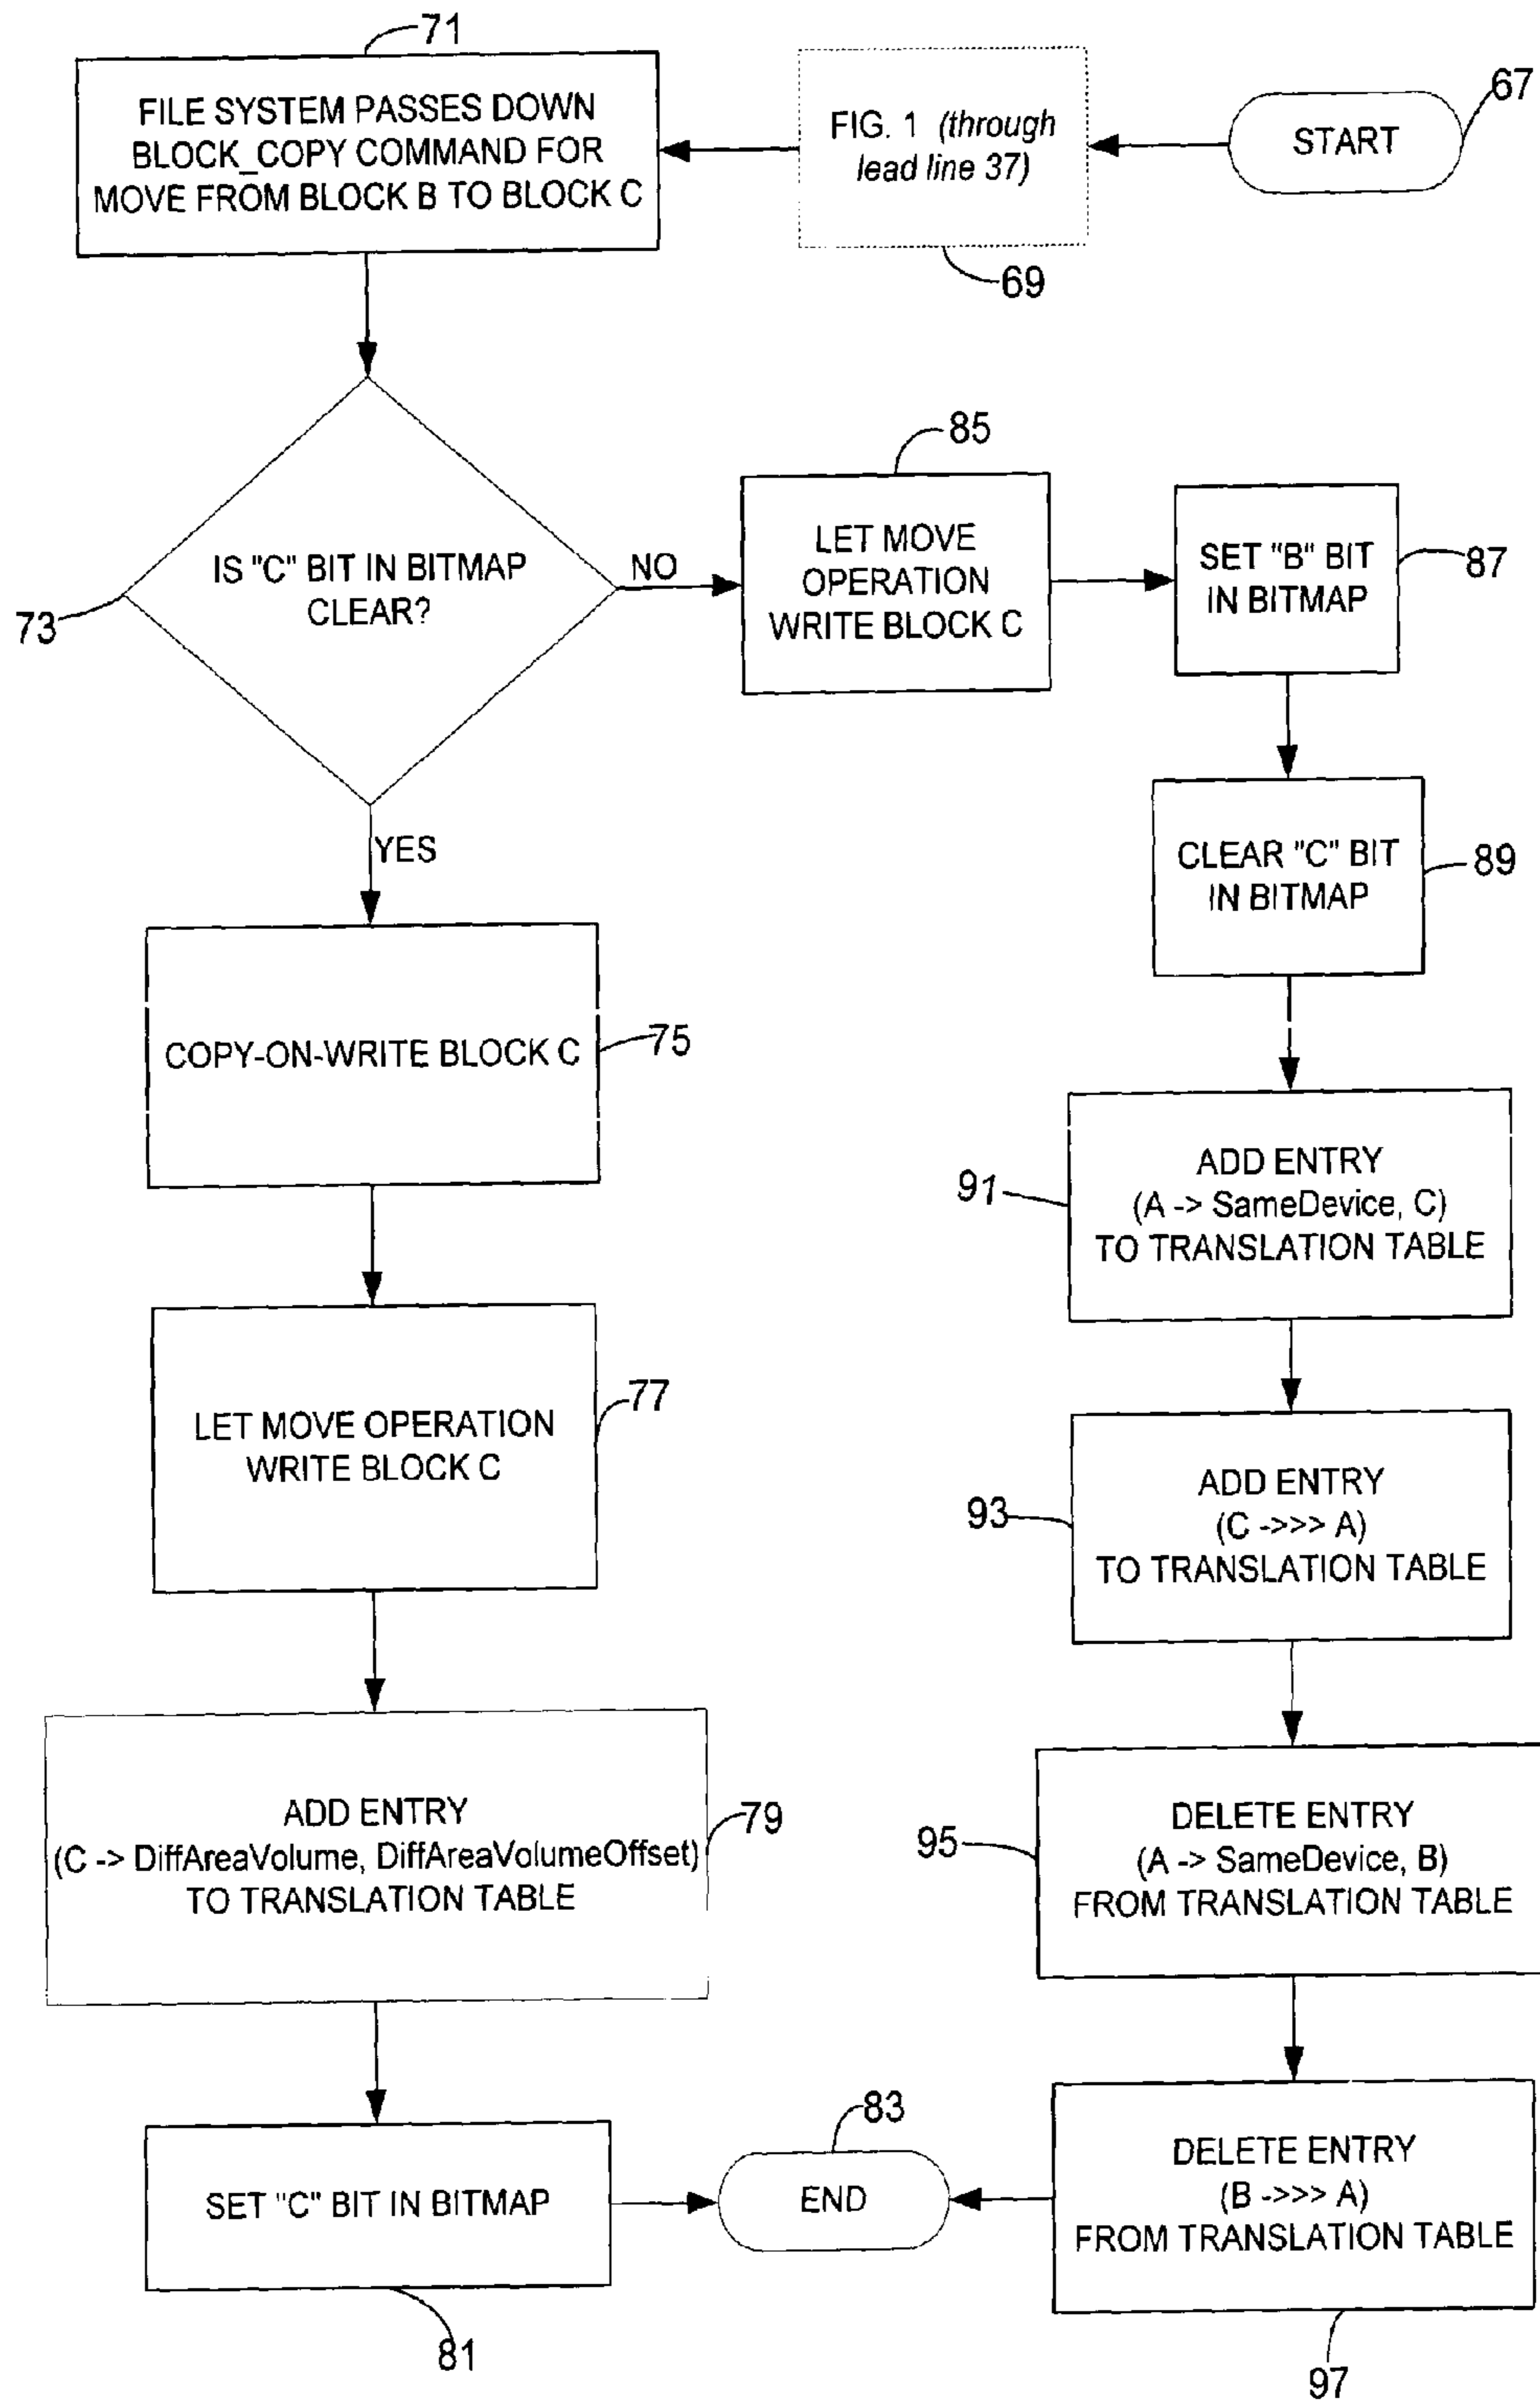 71
FILE SYSTEM PASSES DOWN
BLOCK_COPY COMMAND FOR
MOVE FROM BLOCK B TO BLOCK C
FIG. 1 (through
lead line 37)
69
START
67
IS "C" BIT IN BITMAP
CLEAR?
73
NO
YES
85
LET MOVE
OPERATION
WRITE BLOCK C
SET "B" BIT
IN BITMAP
87
CLEAR "C" BIT
IN BITMAP
89
COPY-ON-WRITE BLOCK C
75
91
ADD ENTRY
(A -> SameDevice, C)
TO TRANSLATION TABLE
LET MOVE OPERATION
WRITE BLOCK C
77
93
ADD ENTRY
(C ->>> A)
TO TRANSLATION TABLE
ADD ENTRY
(C -> DiffAreaVolume, DiffAreaVolumeOffset)
TO TRANSLATION TABLE
79
95
DELETE ENTRY
(A -> SameDevice, B)
FROM TRANSLATION TABLE
SET "C" BIT IN BITMAP
81
83
END
DELETE ENTRY
(B ->>> A)
FROM TRANSLATION TABLE
97